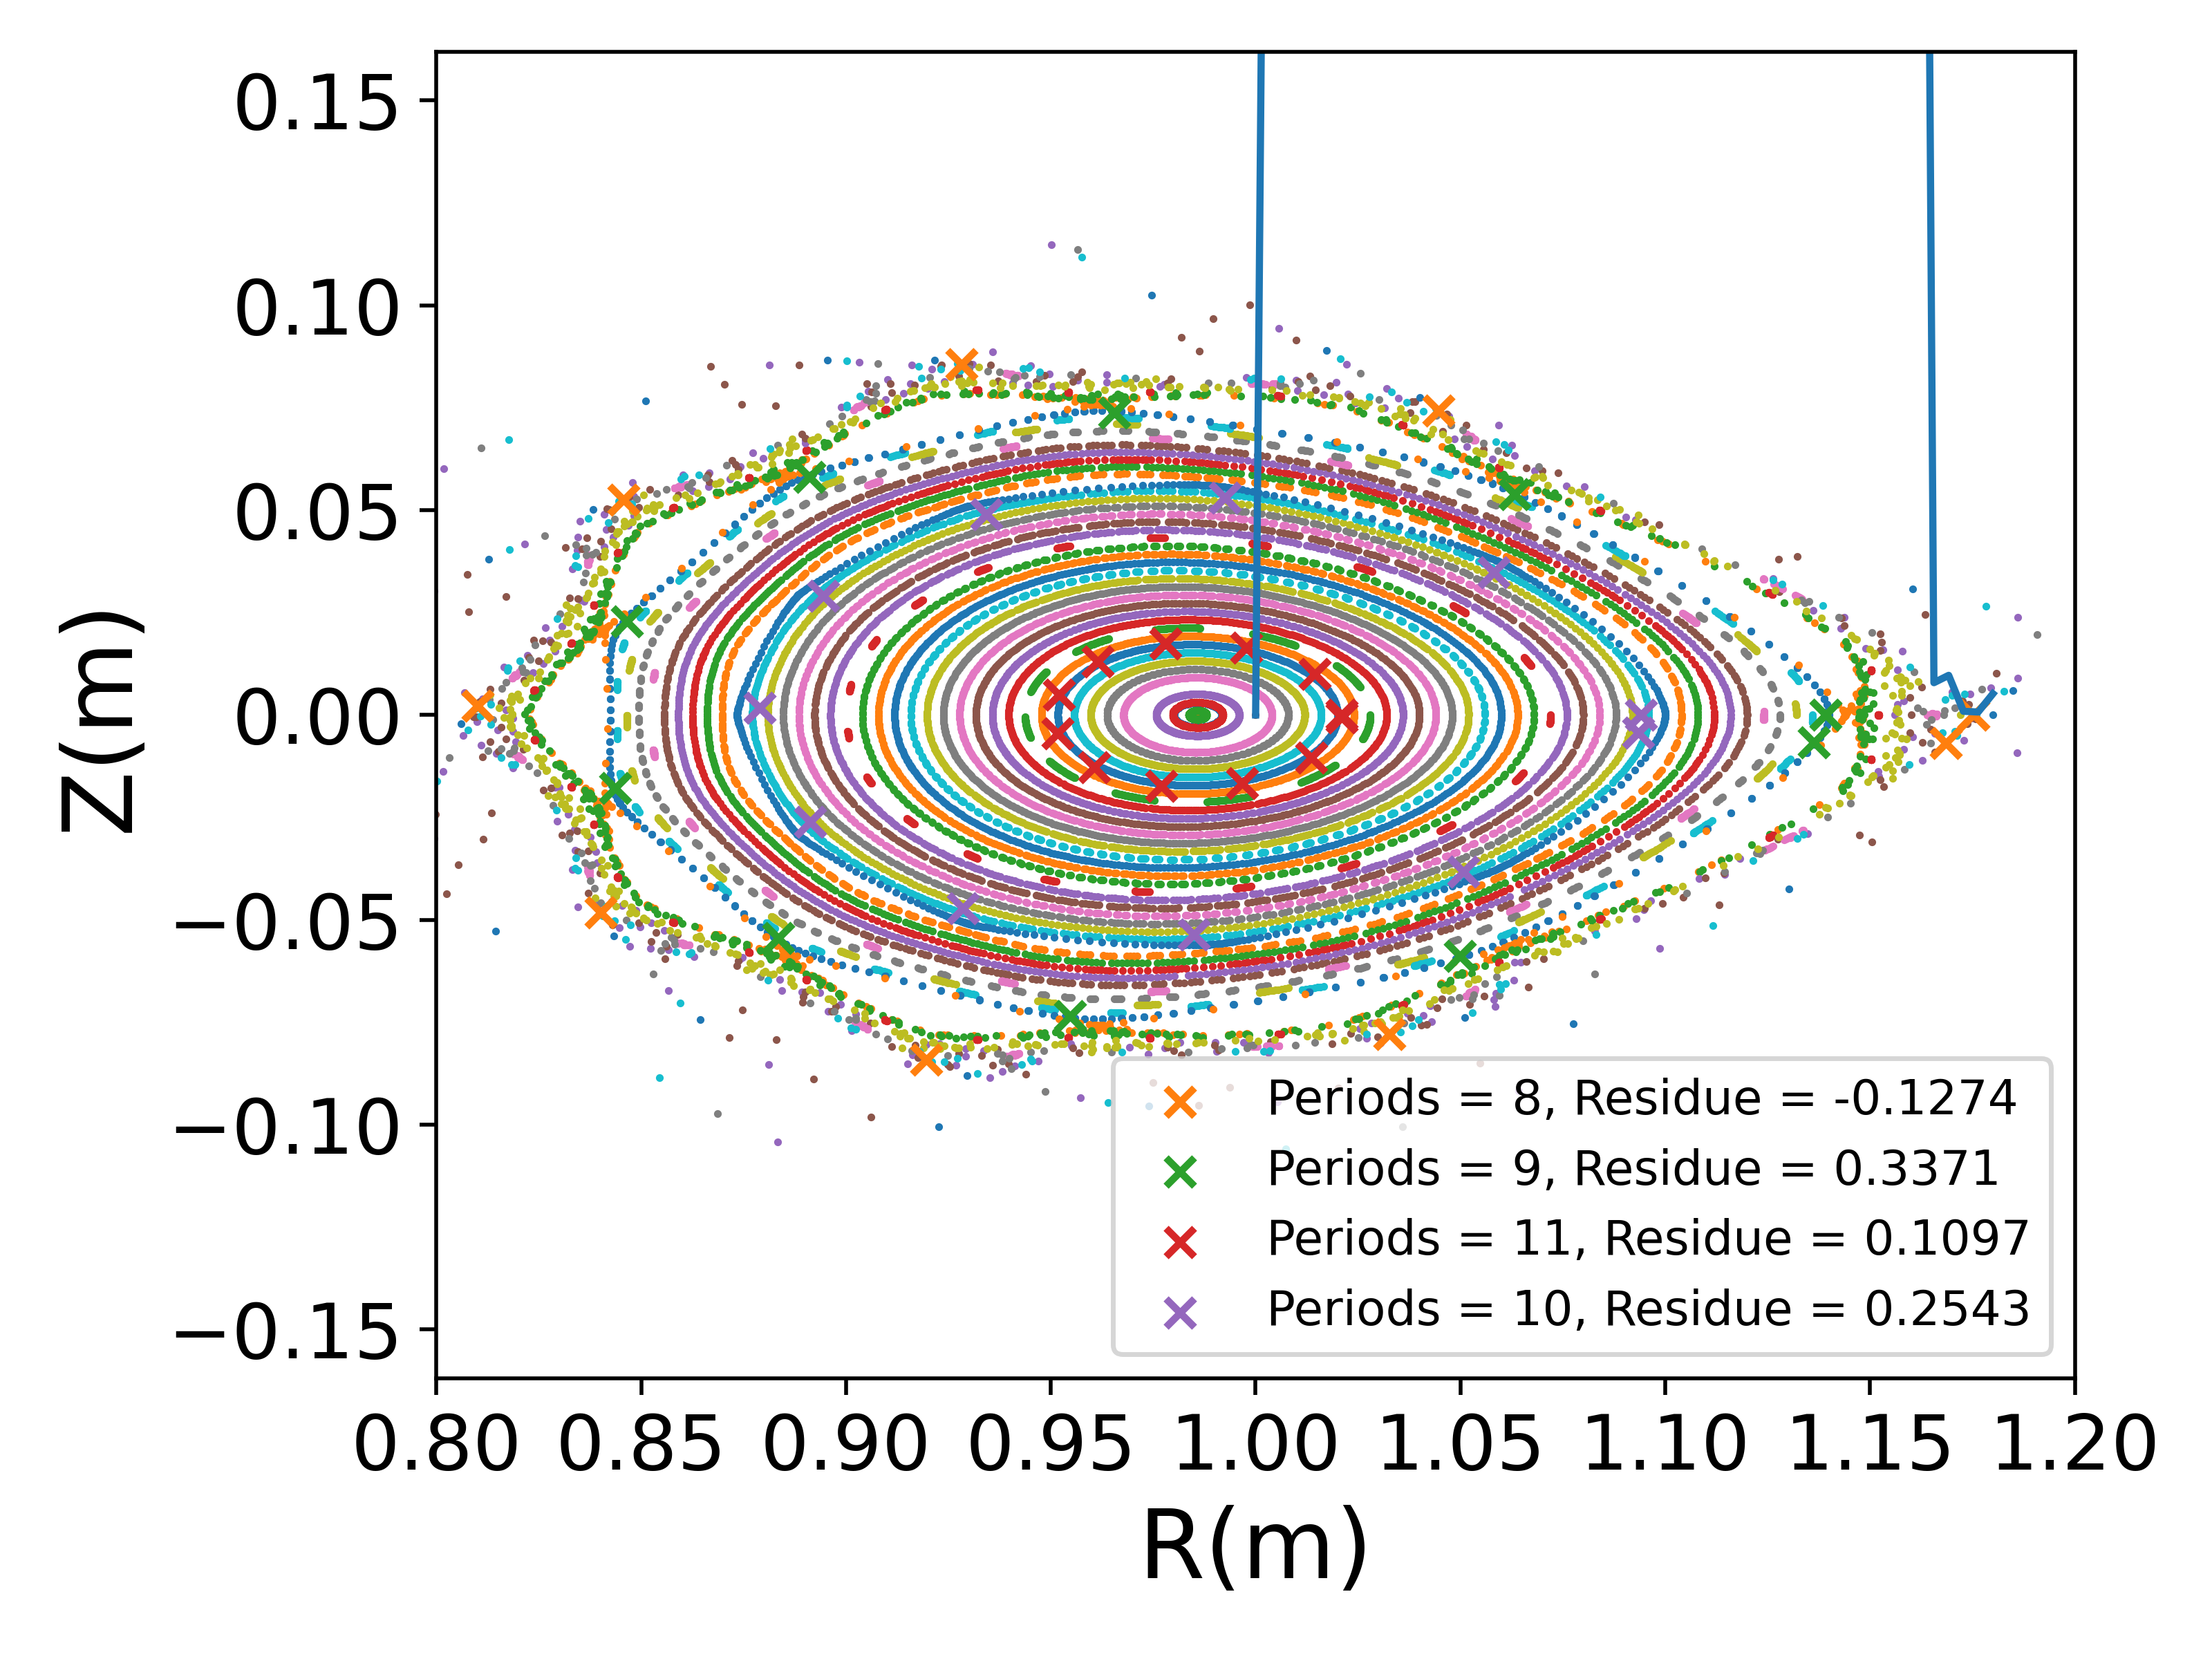 0.15
0.10
0.05
0.00
−0.05
−0.10
−0.15
Z(m)
Periods = 8, Residue = -0.1274
Periods = 9, Residue = 0.3371
Periods = 11, Residue = 0.1097
Periods = 10, Residue = 0.2543
0.80 0.85 0.90 0.95 1.00 1.05 1.10 1.15 1.20
R(m)